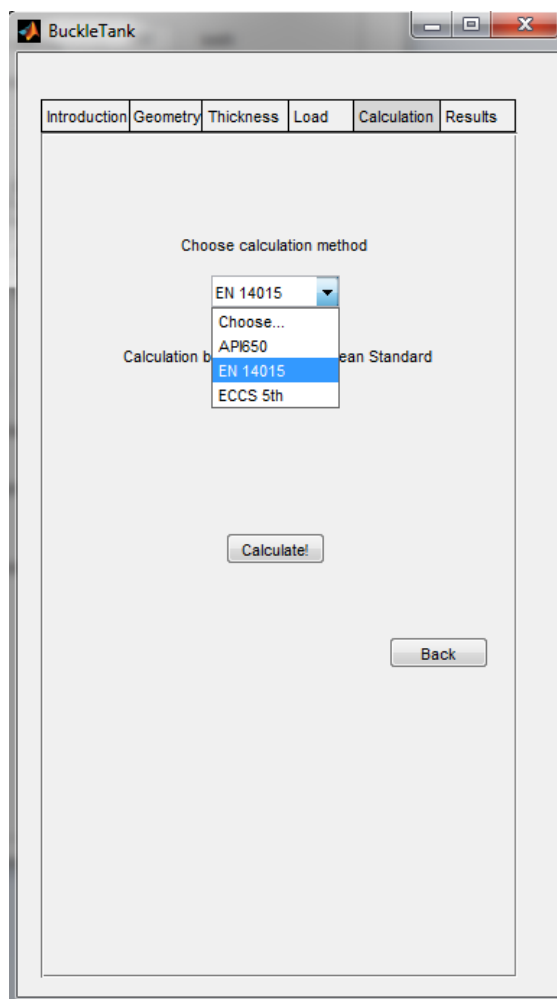 BuckleTank
Introduction Geometry Thickness Load Calculation Results
Choose calculation method
EN 14015
Choose...
API650
Calculation b ean Standard
EN 14015
ECCS 5th
Calculate!
Back